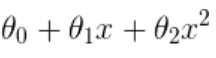 θ₀ + θ₁x + θ₂x²